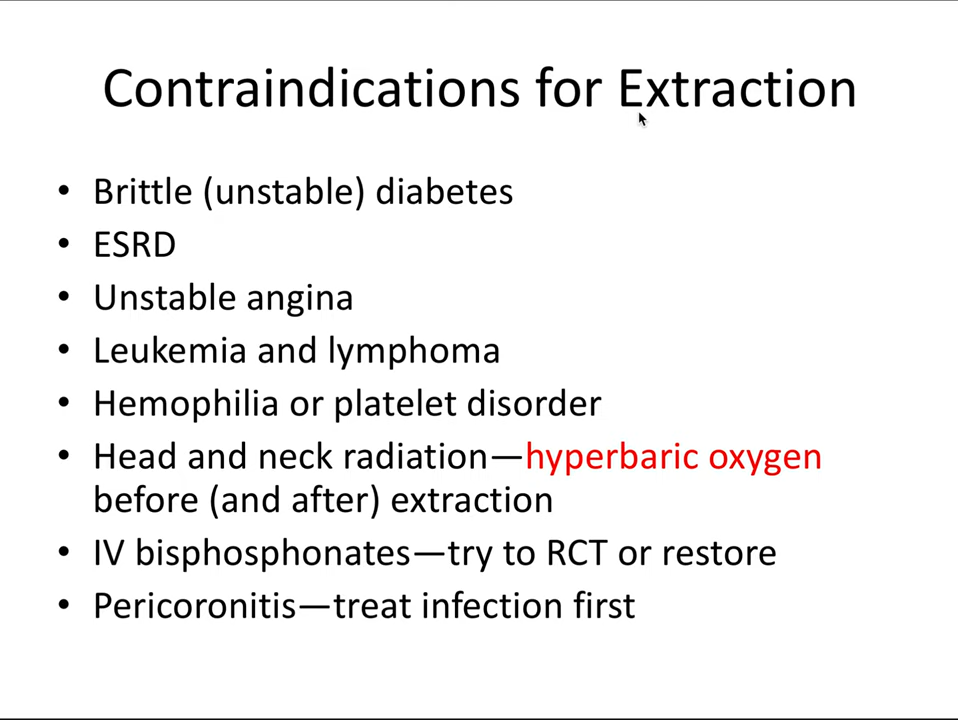 Contraindications for Extraction
• Brittle (unstable) diabetes
• ESRD
• Unstable angina
• Leukemia and lymphoma
• Hemophilia or platelet disorder
• Head and neck radiation—hyperbaric oxygen
before (and after) extraction
• IV bisphosphonates—try to RCT or restore
• Pericoronitis—treat infection first